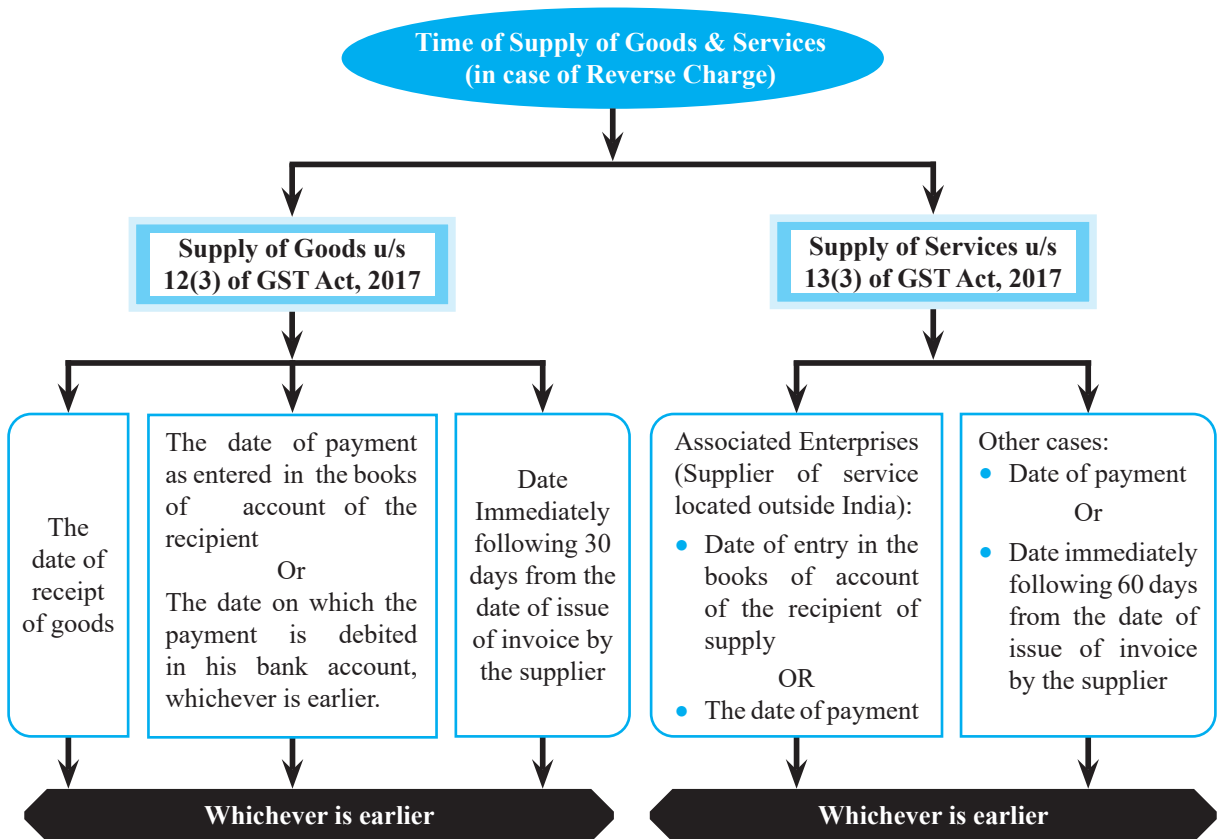 Time of Supply of Goods & Services
(in case of Reverse Charge)
Supply of Goods u/s
12(3) of GST Act, 2017
Supply of Services u/s
13(3) of GST Act, 2017
The
date of
receipt
of goods
The date of payment
as entered in the books
of account of the
recipient
Or
The date on which the
payment is debited
in his bank account,
whichever is earlier.
Date
Immediately
following 30
days from the
date of issue
of invoice by
the supplier
Associated Enterprises
(Supplier of service
located outside India):
• Date of entry in the
books of account
of the recipient of
supply
OR
• The date of payment
Other cases:
• Date of payment
Or
• Date immediately
following 60 days
from the date of
issue of invoice
by the supplier
Whichever is earlier
Whichever is earlier